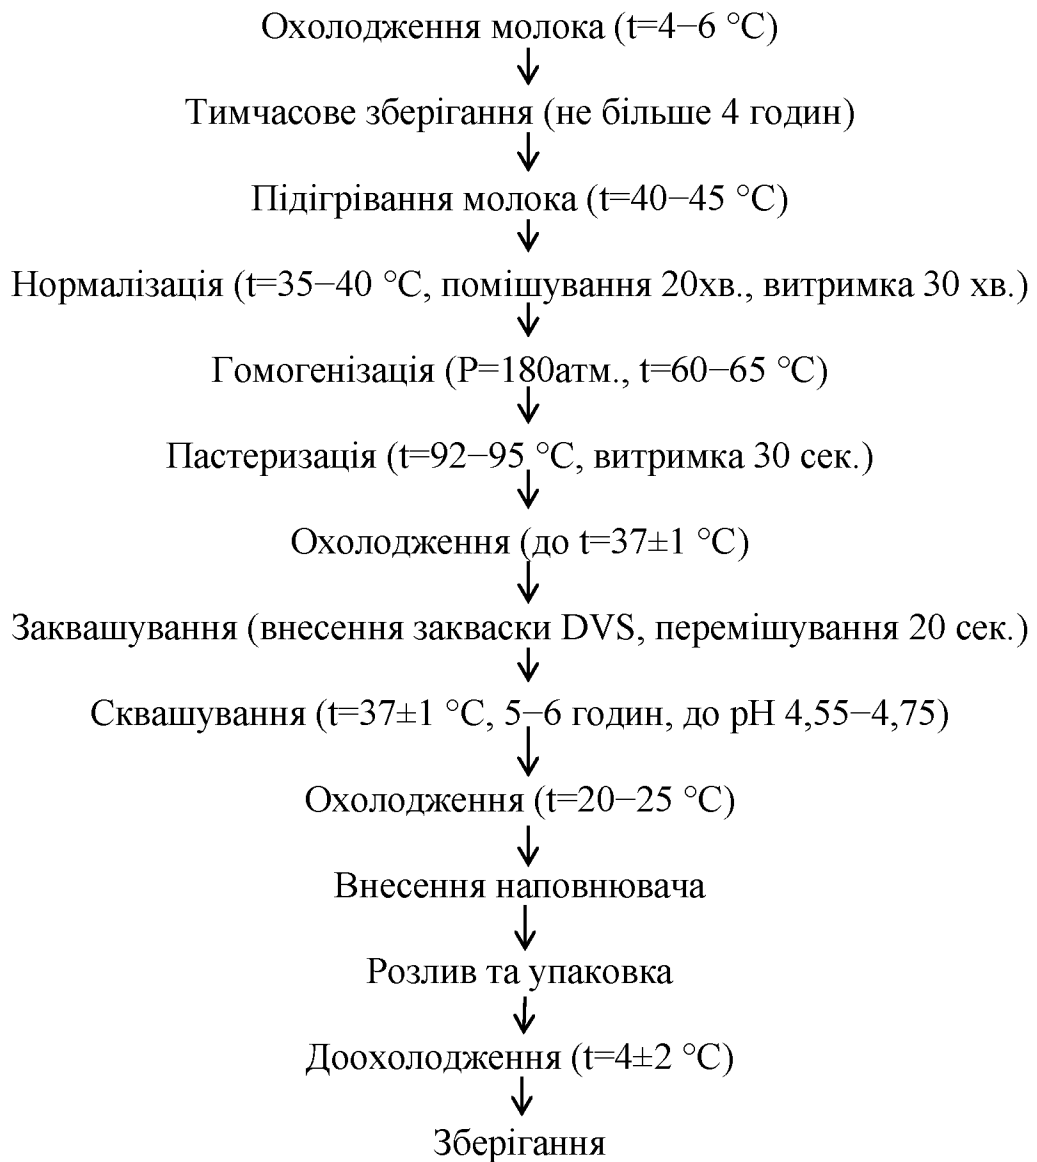 Охолодження молока (t=4−6 °С)
Тимчасове зберігання (не більше 4 годин)
Підігрівання молока (t=40−45 °С)
Нормалізація (t=35−40 °С, помішування 20хв., витримка 30 хв.)
Гомогенізація (Р=180атм., t=60−65 °С)
Пастеризація (t=92−95 °С, витримка 30 сек.)
Охолодження (до t=37±1 °С)
Заквашування (внесення закваски DVS, перемішування 20 сек.)
Сквашування (t=37±1 °С, 5−6 годин, до рН 4,55−4,75)
Охолодження (t=20−25 °С)
Внесення наповнювача
Розлив та упаковка
Доохолодження (t=4±2 °С)
Зберігання